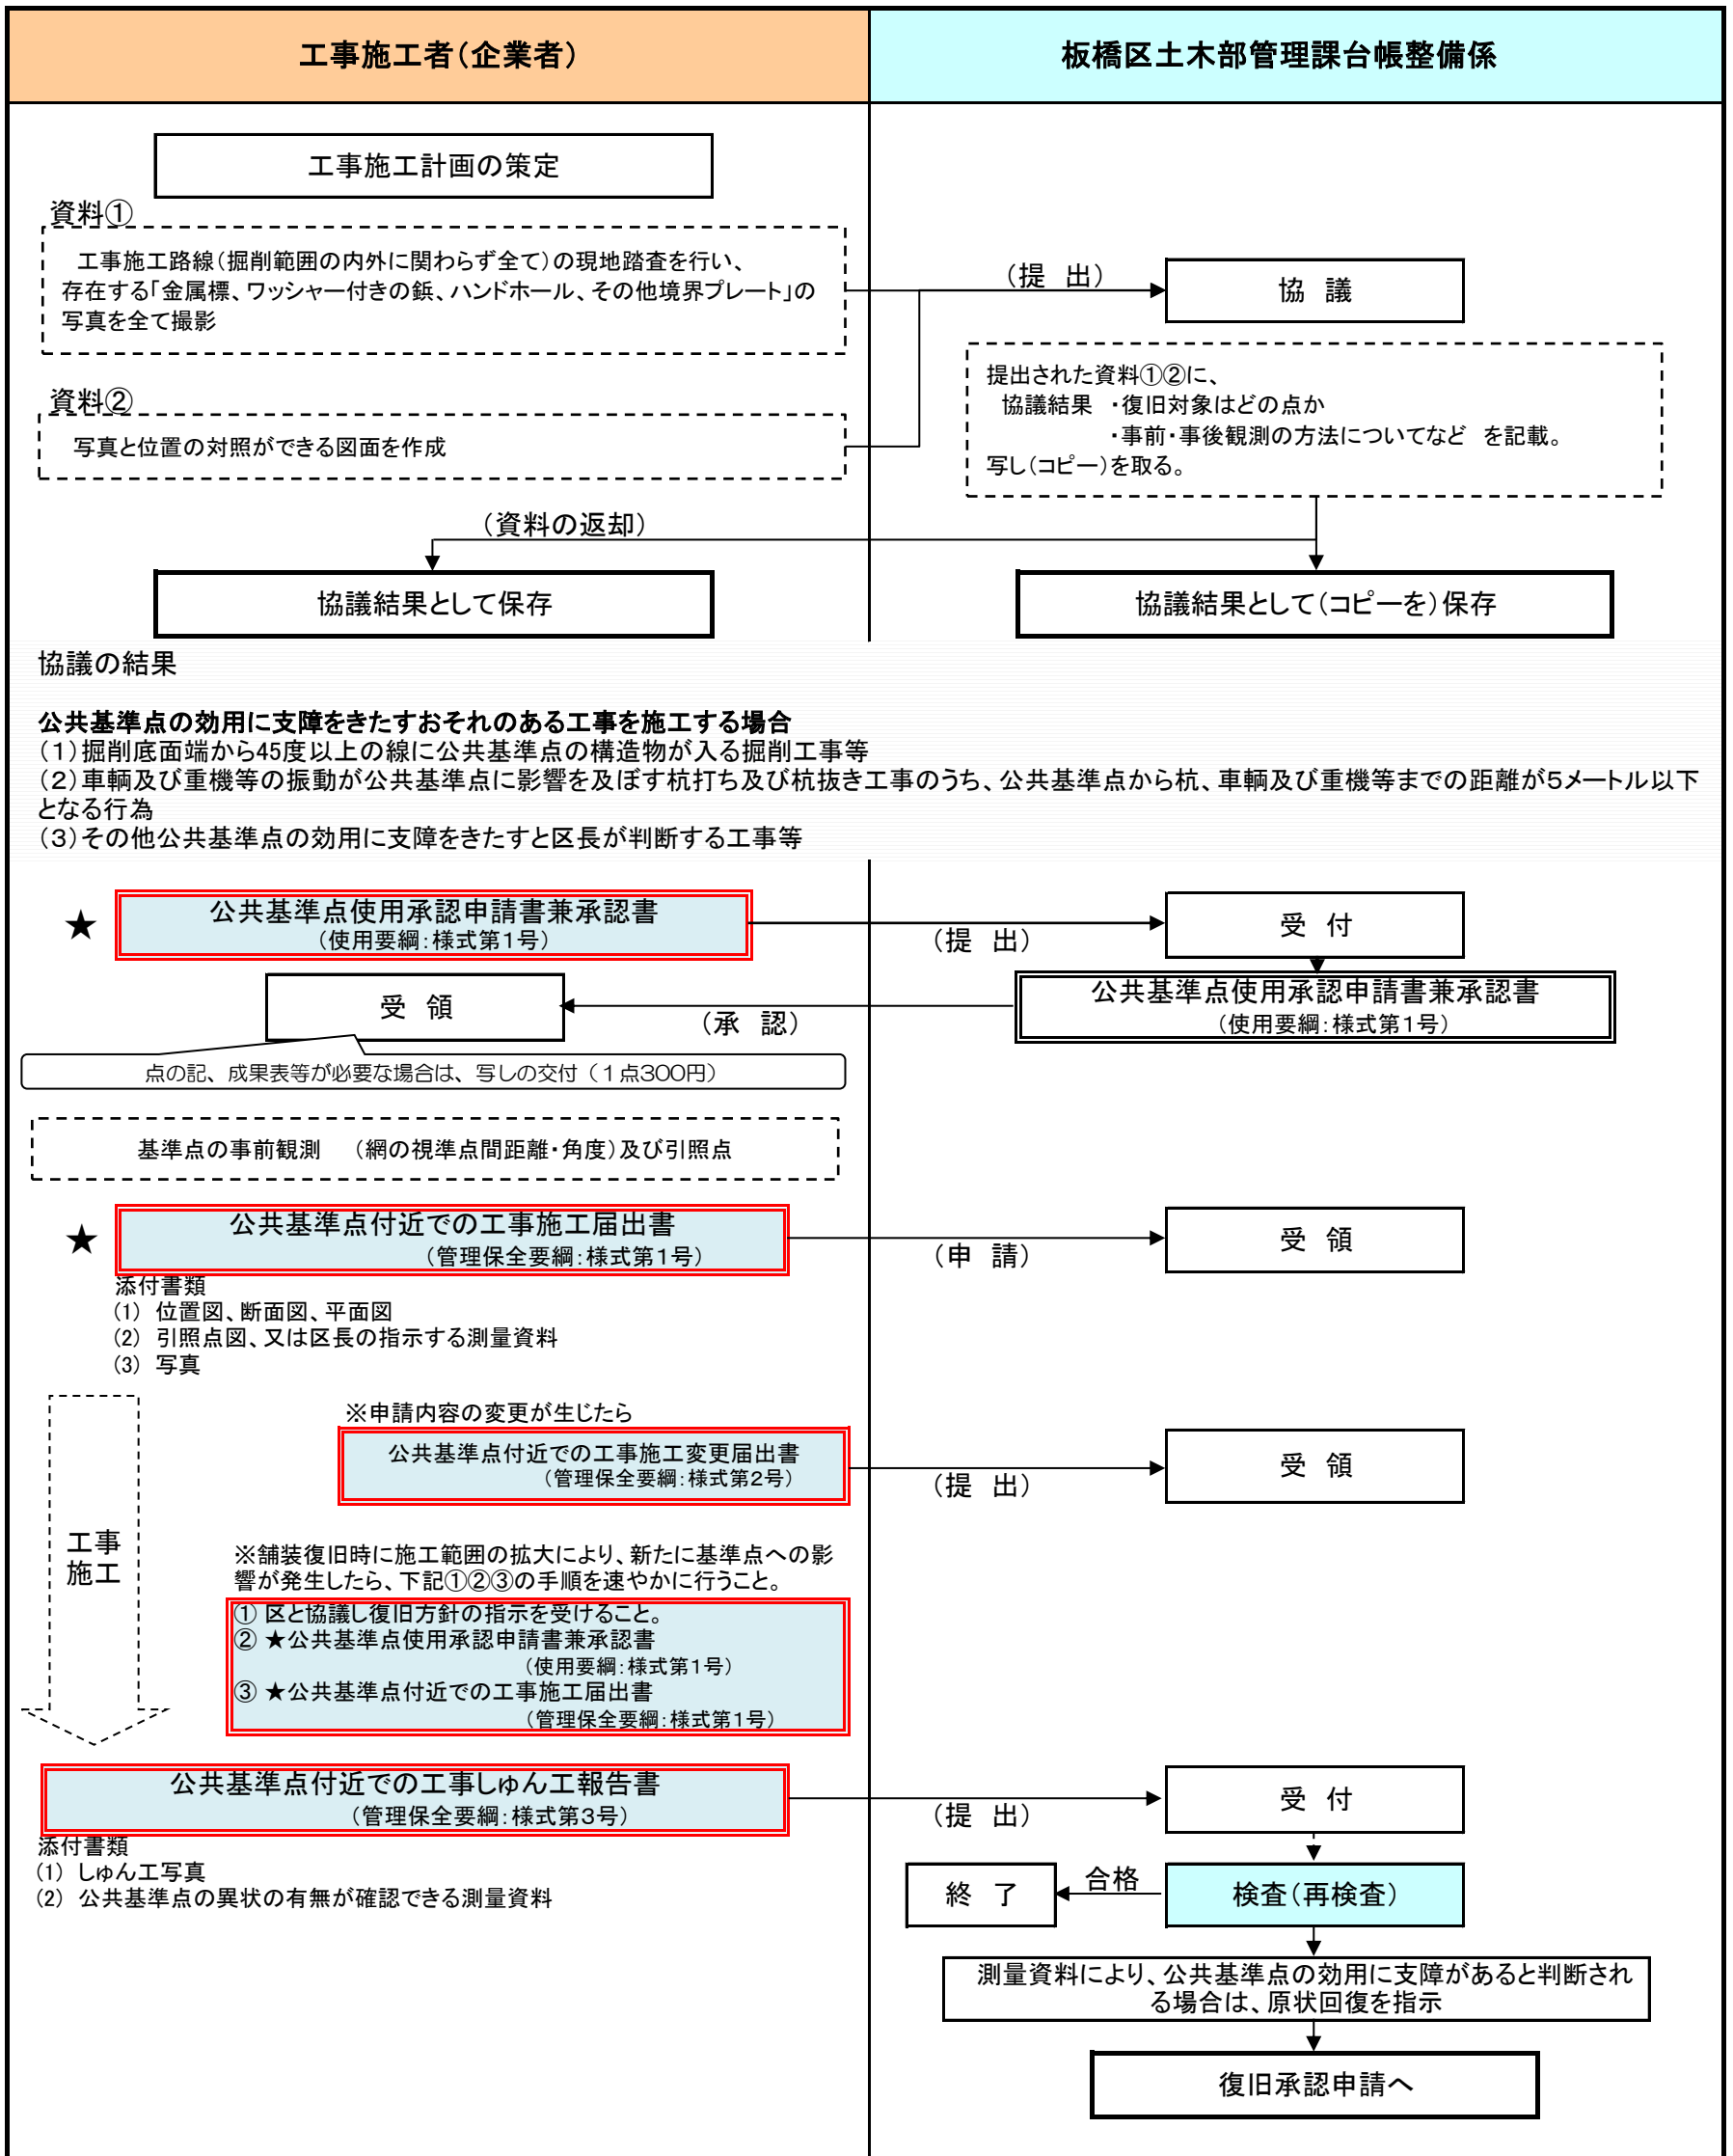 工事施工者（企業者）
板橋区土木部管理課台帳整備係
工事施工計画の策定
資料①
工事施工路線（掘削範囲の内外に関わらず全て）の現地踏査を行い、
存在する「金属標、ワッシャー付きの鋲、ハンドホール、その他境界プレート」の
写真を全て撮影
（提　出）
協　議
資料②
写真と位置の対照ができる図面を作成
提出された資料①②に、
協議結果　・復旧対象はどの点か
・事前・事後観測の方法についてなど　を記載。
写し（コピー）を取る。
（資料の返却）
協議結果として保存
協議結果として（コピーを）保存
協議の結果
公共基準点の効用に支障をきたすおそれのある工事を施工する場合
（１）掘削底面端から45度以上の線に公共基準点の構造物が入る掘削工事等
（２）車輌及び重機等の振動が公共基準点に影響を及ぼす杭打ち及び杭抜き工事のうち、公共基準点から杭、車輌及び重機等までの距離が５メートル以下
となる行為
（３）その他公共基準点の効用に支障をきたすと区長が判断する工事等
★
公共基準点使用承認申請書兼承認書
（使用要綱：様式第１号）
（提　出）
受　付
受　領
（承　認）
公共基準点使用承認申請書兼承認書
（使用要綱：様式第１号）
点の記、成果表等が必要な場合は、写しの交付（１点300円）
基準点の事前観測　（網の視準点間距離・角度）及び引照点
★
公共基準点付近での工事施工届出書
（管理保全要綱：様式第１号）
（申　請）
受　領
添付書類
(1)　位置図、断面図、平面図
(2)　引照点図、又は区長の指示する測量資料
(3)　写真
※申請内容の変更が生じたら
公共基準点付近での工事施工変更届出書
（管理保全要綱：様式第２号）
（提　出）
受　領
工事
施工
※舗装復旧時に施工範囲の拡大により、新たに基準点への影
響が発生したら、下記①②③の手順を速やかに行うこと。
① 区と協議し復旧方針の指示を受けること。
② ★公共基準点使用承認申請書兼承認書
（使用要綱：様式第１号）
③ ★公共基準点付近での工事施工届出書
（管理保全要綱：様式第１号）
公共基準点付近での工事しゅん工報告書
（管理保全要綱：様式第３号）
（提　出）
受　付
添付書類
(1)　しゅん工写真
(2)　公共基準点の異状の有無が確認できる測量資料
終　了
合格
検査（再検査）
測量資料により、公共基準点の効用に支障があると判断され
る場合は、原状回復を指示
復旧承認申請へ